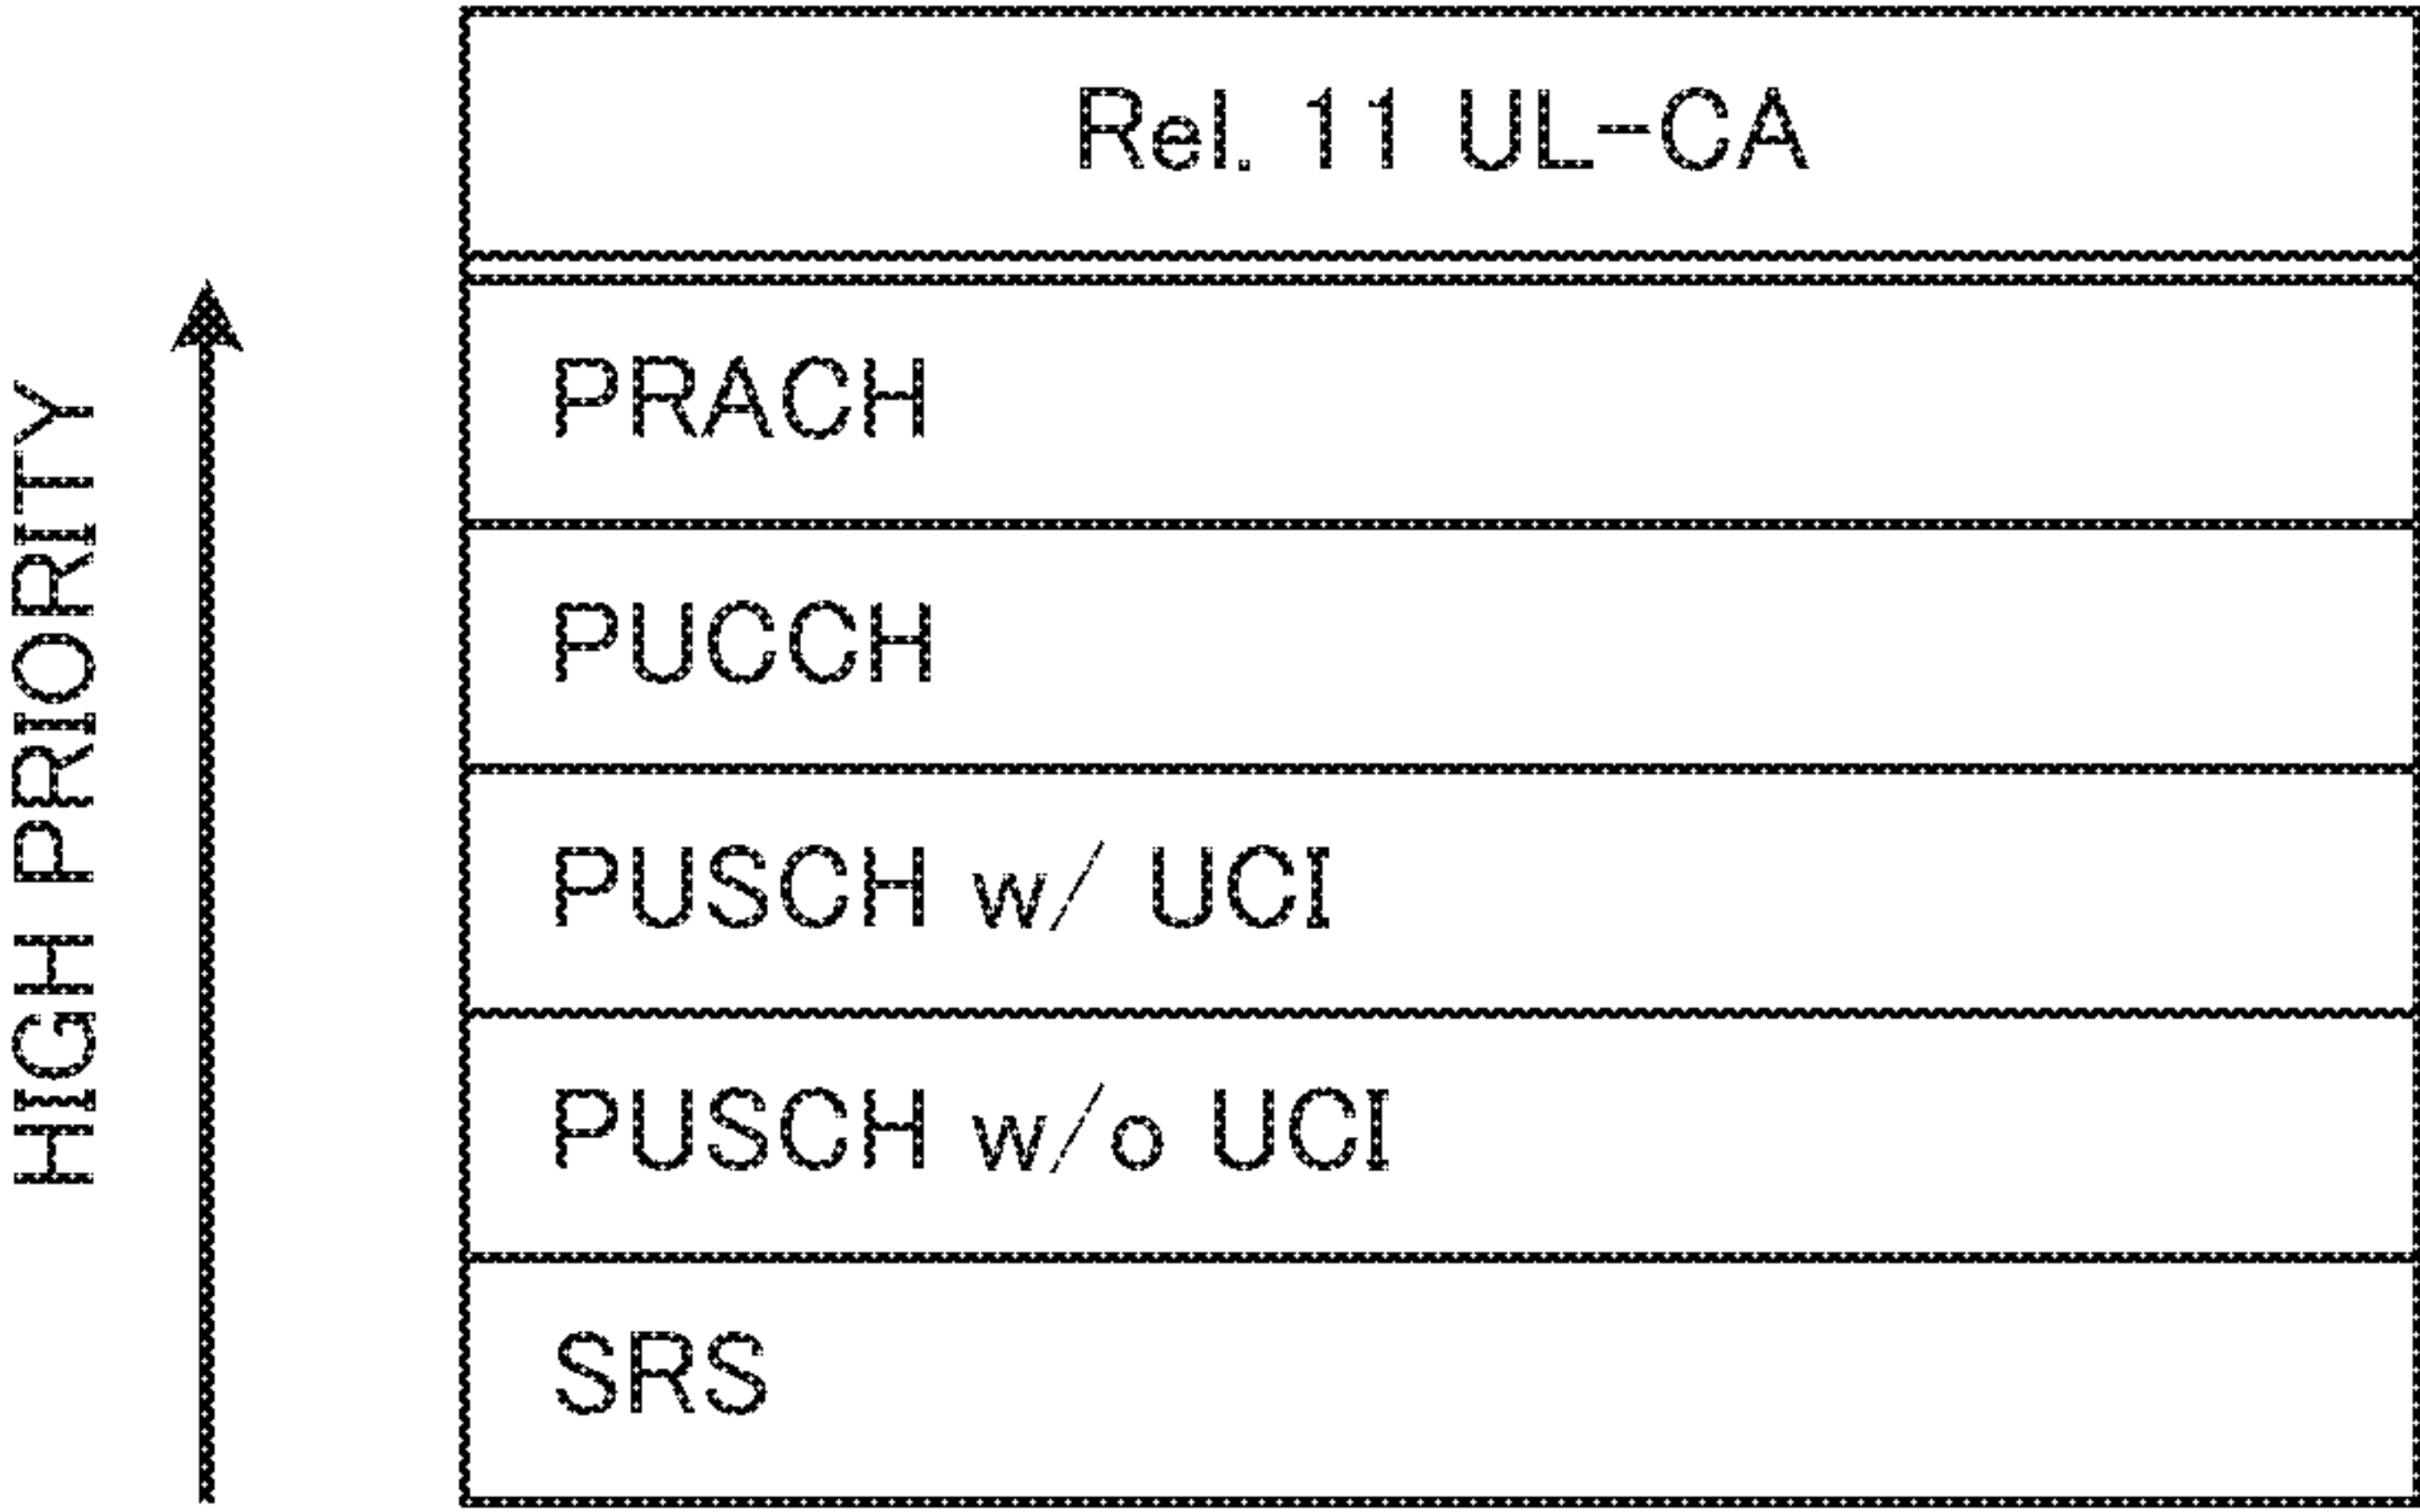 Rel. 11 UL-CA
HIGH PRIORITY
PRACH
PUCCH
PUSCH w/ UCI
PUSCH w/o UCI
SRS